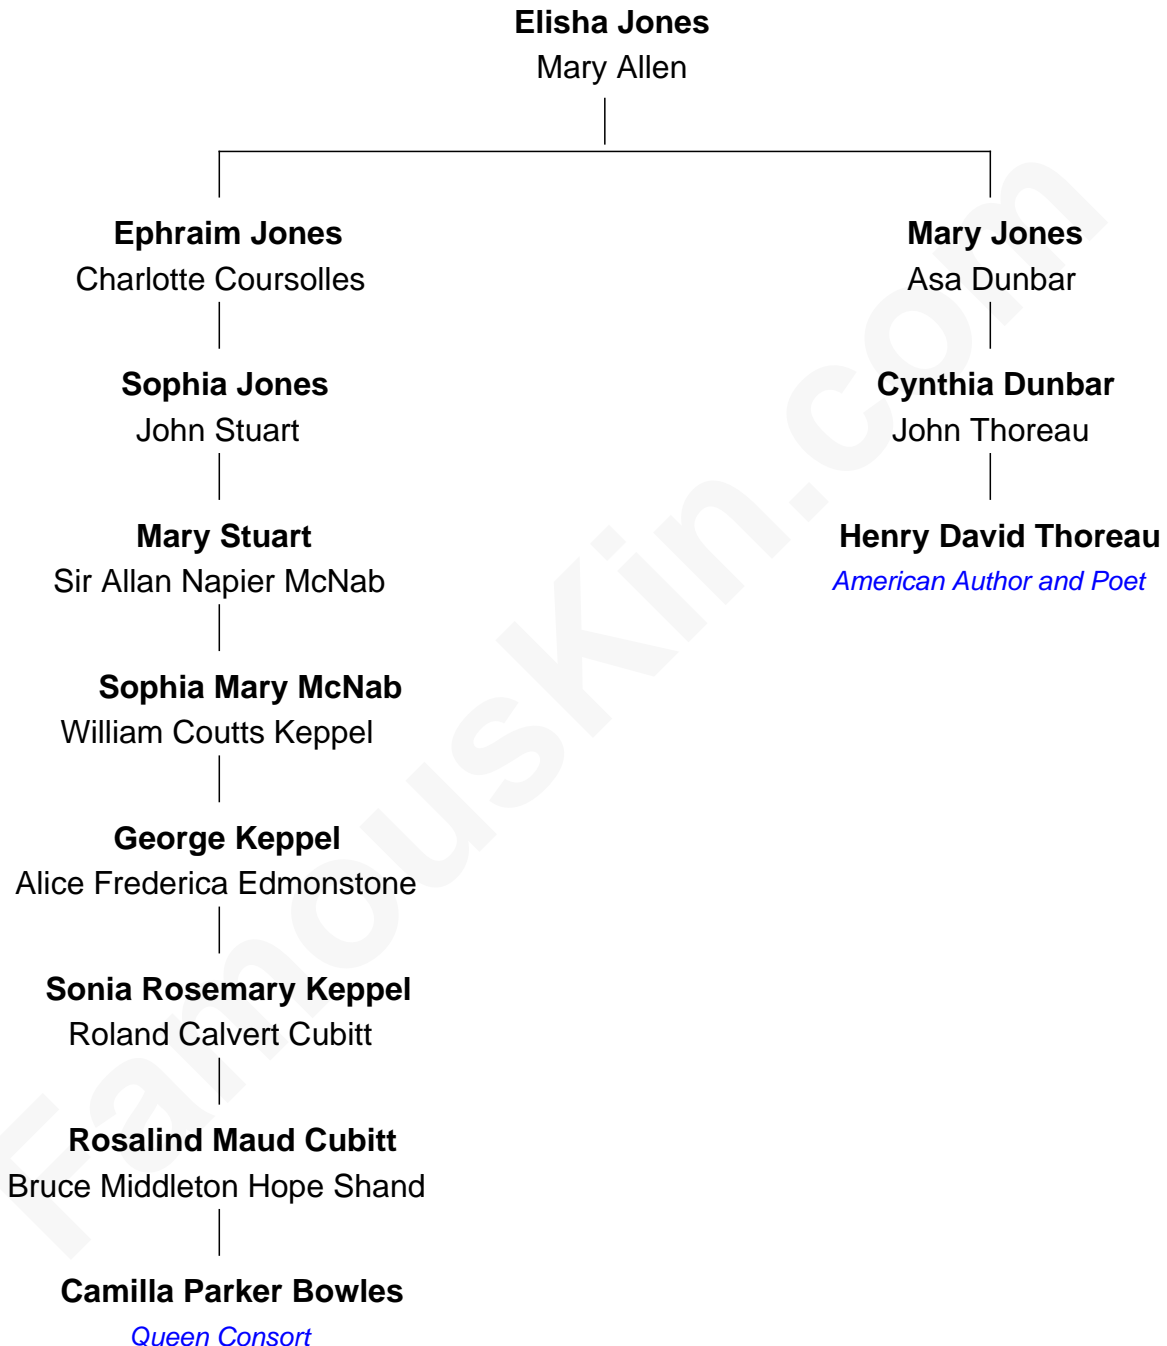 Elisha Jones
Mary Allen
Ephraim Jones
Charlotte Coursolles
Mary Jones
Asa Dunbar
Sophia Jones
John Stuart
Cynthia Dunbar
John Thoreau
Mary Stuart
Sir Allan Napier McNab
Henry David Thoreau
American Author and Poet
Sophia Mary McNab
William Coutts Keppel
George Keppel
Alice Frederica Edmonstone
Sonia Rosemary Keppel
Roland Calvert Cubitt
Rosalind Maud Cubitt
Bruce Middleton Hope Shand
Camilla Parker Bowles
Queen Consort
FamousKin.com